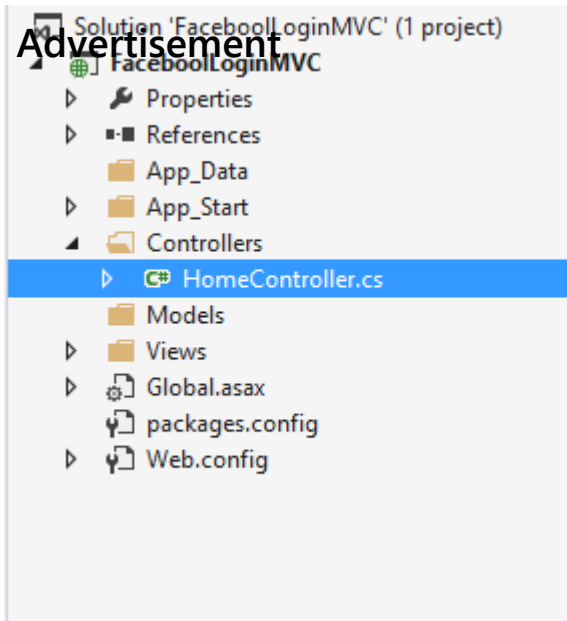 Solution 'FaceboolLoginMVC' (1 project)
Advertisement
FaceboolLoginMVC
Properties
References
App_Data
App_Start
Controllers
C# HomeController.cs
Models
Views
Global.asax
packages.config
Web.config